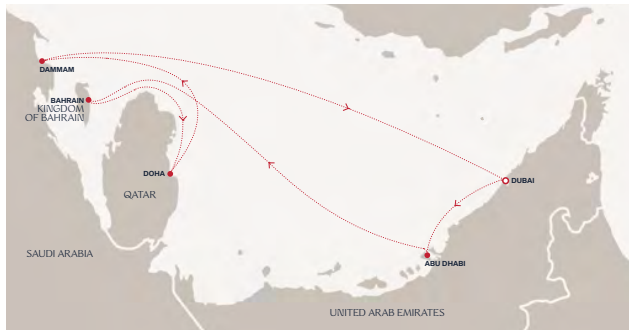 DAMMAM
BAHRAIN
KINGDOM
OF BAHRAIN
DOHA
DUBAI
QATAR
SAUDI ARABIA
ABU DHABI
UNITED ARAB EMIRATES